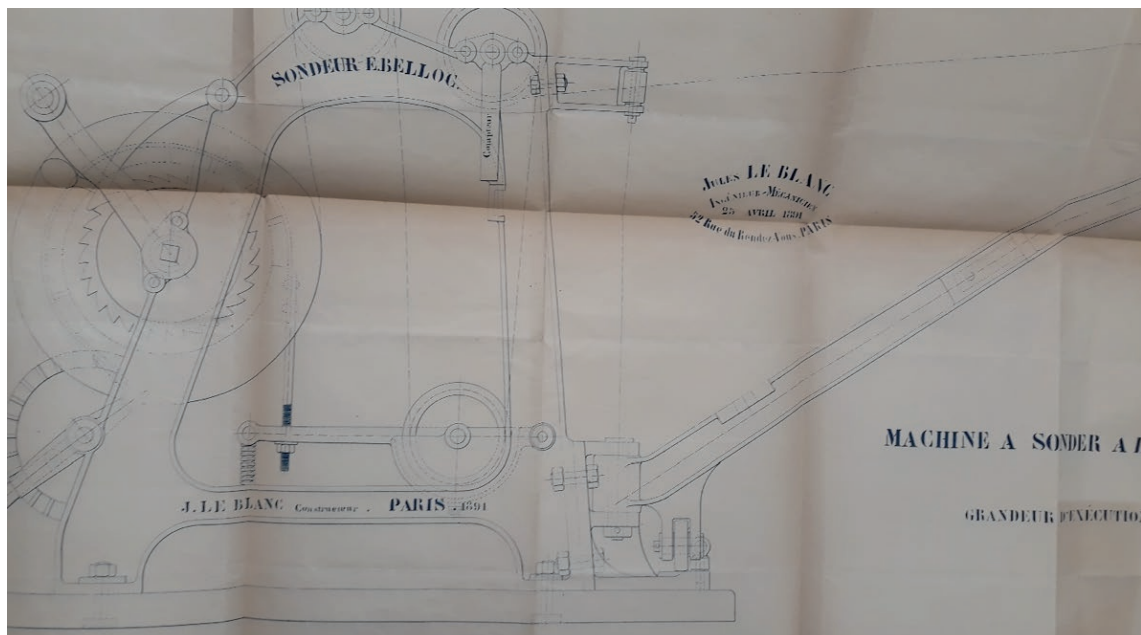 SONDEUR E.BELLOC.
Compteur
JULES LE BLANC
INGÉNIEUR-MÉCANICIEN
25 AVRIL 1891
52 Rue du Rendez-Vous, PARIS
MACHINE A SONDER A
GRANDEUR D'EXÉCUTION
J. LE BLANC Constructeur. PARIS. 1891